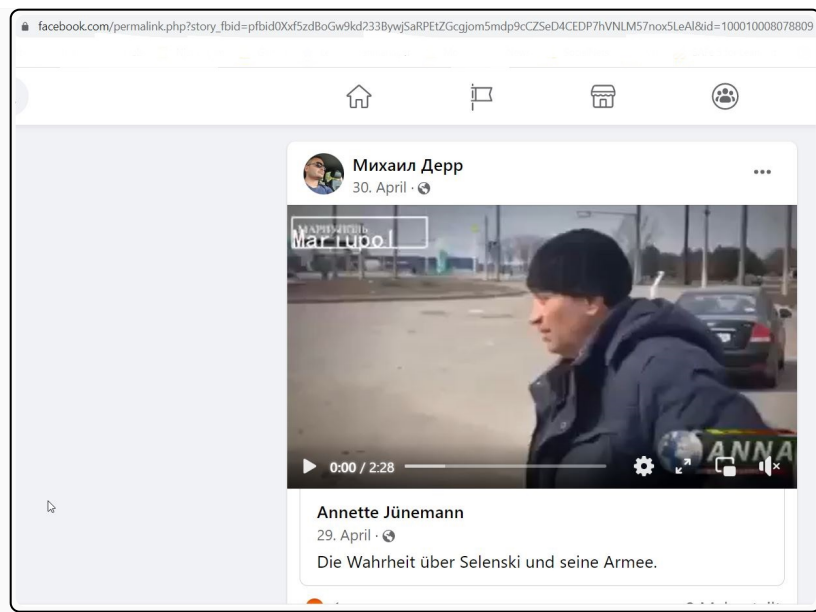 facebook.com/permalink.php?story_fbid=pfbid0Xxf5zdBoGw9kd233BywjSaRPEtZGcgjom5mdp9cCZSeD4CEDP7hVNLM57nox5LeAl&id=100010008078809
Михаил Дерр
30. April
МАРИУПОЛЬ
Mariupol
ANNA
0:00 / 2:28
Annette Jünemann
29. April
Die Wahrheit über Selenski und seine Armee.